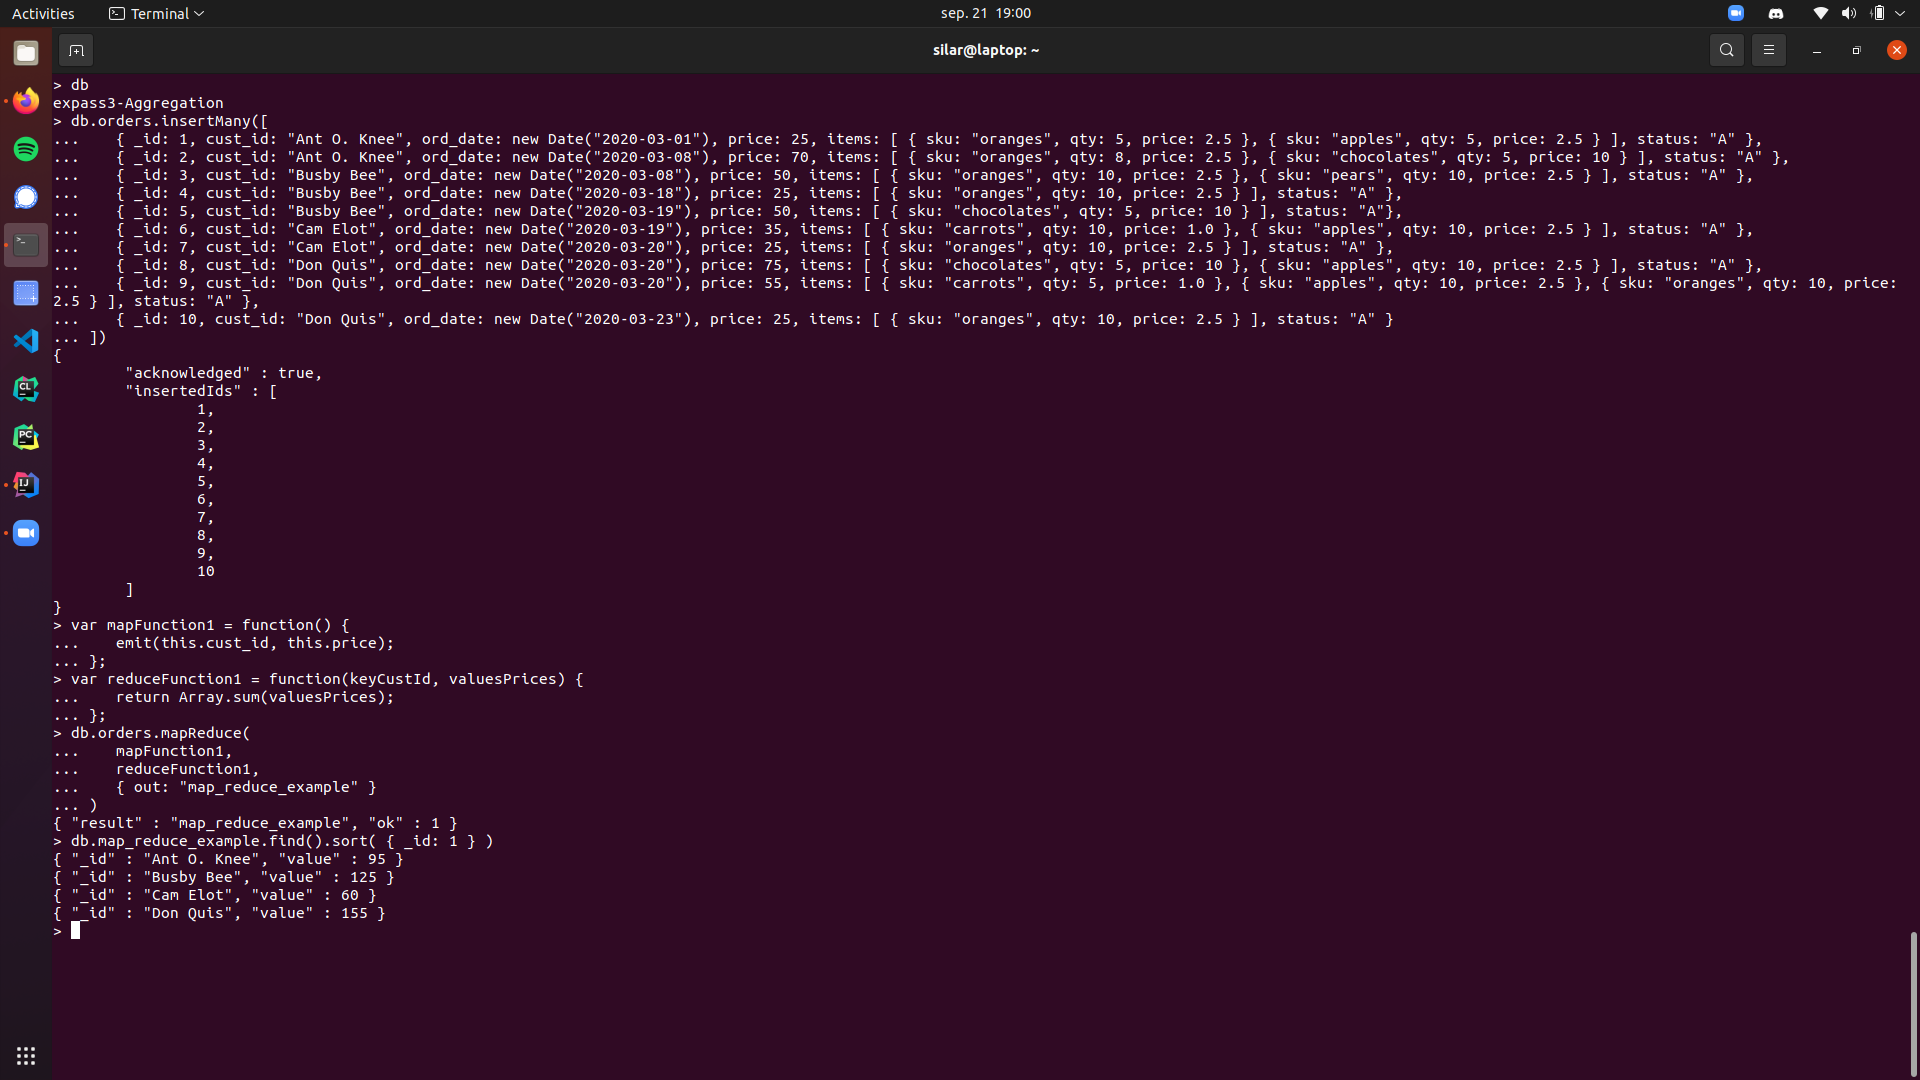 Activities
Terminal
sep. 21 19:00
silar@laptop: ~
> db
expass3-Aggregation
> db.orders.insertMany([
...    { _id: 1, cust_id: "Ant O. Knee", ord_date: new Date("2020-03-01"), price: 25, items: [ { sku: "oranges", qty: 5, price: 2.5 }, { sku: "apples", qty: 5, price: 2.5 } ], status: "A" },
...    { _id: 2, cust_id: "Ant O. Knee", ord_date: new Date("2020-03-08"), price: 70, items: [ { sku: "oranges", qty: 8, price: 2.5 }, { sku: "chocolates", qty: 5, price: 10 } ], status: "A" },
...    { _id: 3, cust_id: "Busby Bee", ord_date: new Date("2020-03-08"), price: 50, items: [ { sku: "oranges", qty: 10, price: 2.5 }, { sku: "pears", qty: 10, price: 2.5 } ], status: "A" },
...    { _id: 4, cust_id: "Busby Bee", ord_date: new Date("2020-03-18"), price: 25, items: [ { sku: "oranges", qty: 10, price: 2.5 } ], status: "A" },
...    { _id: 5, cust_id: "Busby Bee", ord_date: new Date("2020-03-19"), price: 50, items: [ { sku: "chocolates", qty: 5, price: 10 } ], status: "A"},
...    { _id: 6, cust_id: "Cam Elot", ord_date: new Date("2020-03-19"), price: 35, items: [ { sku: "carrots", qty: 10, price: 1.0 }, { sku: "apples", qty: 10, price: 2.5 } ], status: "A" },
...    { _id: 7, cust_id: "Cam Elot", ord_date: new Date("2020-03-20"), price: 25, items: [ { sku: "oranges", qty: 10, price: 2.5 } ], status: "A" },
...    { _id: 8, cust_id: "Don Quis", ord_date: new Date("2020-03-20"), price: 75, items: [ { sku: "chocolates", qty: 5, price: 10 }, { sku: "apples", qty: 10, price: 2.5 } ], status: "A" },
...    { _id: 9, cust_id: "Don Quis", ord_date: new Date("2020-03-20"), price: 55, items: [ { sku: "carrots", qty: 5, price: 1.0 }, { sku: "apples", qty: 10, price: 2.5 }, { sku: "oranges", qty: 10, price:
2.5 } ], status: "A" },
...    { _id: 10, cust_id: "Don Quis", ord_date: new Date("2020-03-23"), price: 25, items: [ { sku: "oranges", qty: 10, price: 2.5 } ], status: "A" }
... ])
{
"acknowledged" : true,
"insertedIds" : [
1,
2,
3,
4,
5,
6,
7,
8,
9,
10
]
}
> var mapFunction1 = function() {
...    emit(this.cust_id, this.price);
... };
> var reduceFunction1 = function(keyCustId, valuesPrices) {
...    return Array.sum(valuesPrices);
... };
> db.orders.mapReduce(
...    mapFunction1,
...    reduceFunction1,
...    { out: "map_reduce_example" }
... )
{ "result" : "map_reduce_example", "ok" : 1 }
> db.map_reduce_example.find().sort( { _id: 1 } )
{ "_id" : "Ant O. Knee", "value" : 95 }
{ "_id" : "Busby Bee", "value" : 125 }
{ "_id" : "Cam Elot", "value" : 60 }
{ "_id" : "Don Quis", "value" : 155 }
>
CL
PC
IJ